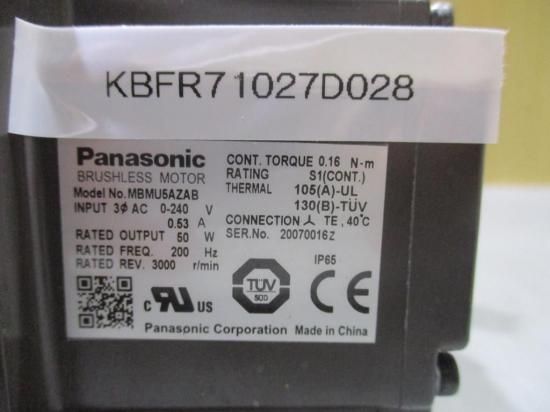 KBFR71027D028
Panasonic
BRUSHLESS MOTOR
Model No. MBMU5AZAB
INPUT 3Φ AC 0-240 V
0.53 A
RATED OUTPUT 50 W
RATED FREQ. 200 Hz
RATED REV. 3000 r/min
CONT. TORQUE 0.16 N-m
RATING S1(CONT.)
THERMAL 105(A)-UL
130(B)-TÜV
CONNECTION TE, 40°C
SER.No. 20070016Z
IP65
C RU US
TÜV
500
CE
Panasonic Corporation Made in China